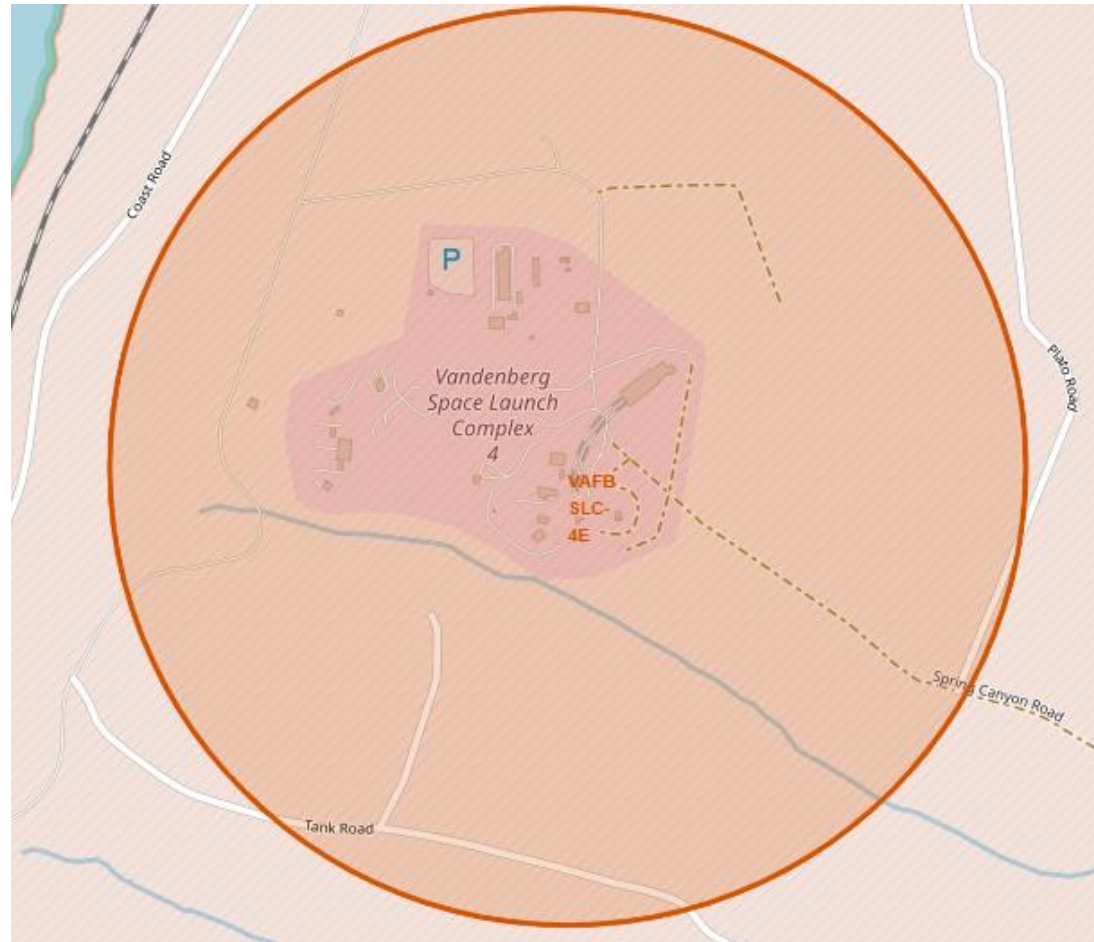 Coast Road
P
Vandenberg
Space Launch
Complex
4
Plato Road
VAFB
SLC-
4E
Spring Canyon Road
Tank Road